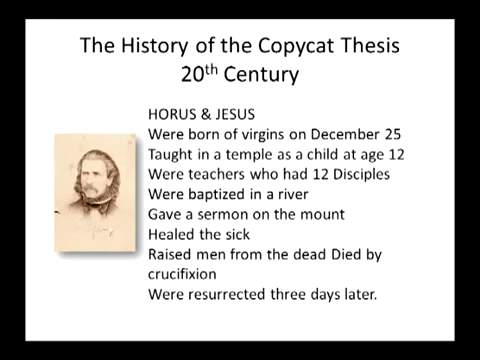 The History of the Copycat Thesis
20th Century
HORUS & JESUS
Were born of virgins on December 25
Taught in a temple as a child at age 12
Were teachers who had 12 Disciples
Were baptized in a river
Gave a sermon on the mount
Healed the sick
Raised men from the dead Died by
crucifixion
Were resurrected three days later.